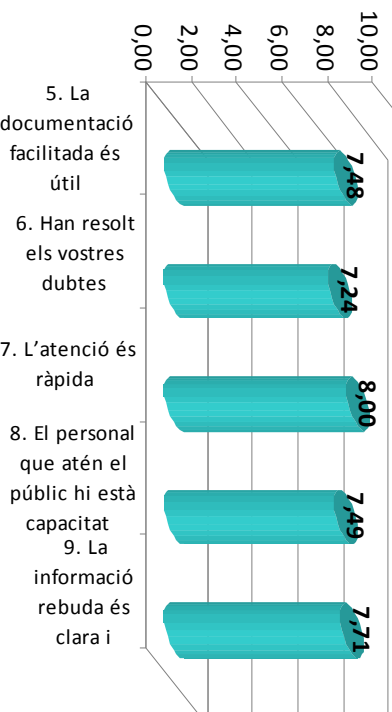 0,00
2,00
4,00
6,00
8,00
10,00
5. La
documentació
facilitada és
útil
7,48
6. Han resolt
els vostres
dubtes
7,24
7. L’atenció és
ràpida
8,00
8. El personal
que atén el
públic hi està
capacitat
7,49
9. La
informació
rebuda és
clara i
7,71